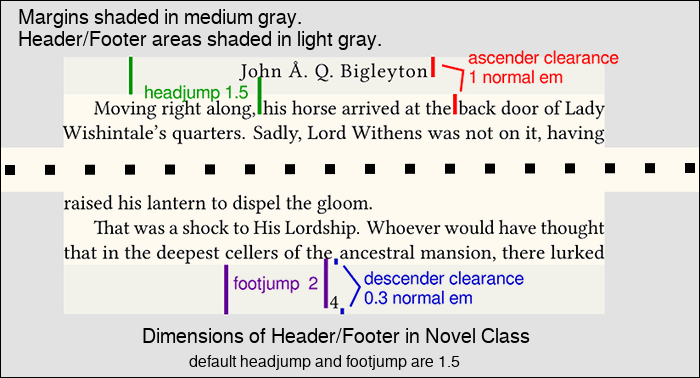 Margins shaded in medium gray.
Header/Footer areas shaded in light gray.
John Å. Q. Bigleyton
ascender clearance
1 normal em
headjump 1.5
Moving right along, his horse arrived at the back door of Lady
Wishintale's quarters. Sadly, Lord Withens was not on it, having
raised his lantern to dispel the gloom.
That was a shock to His Lordship. Whoever would have thought
that in the deepest cellers of the ancestral mansion, there lurked
footjump 2
4
descender clearance
0.3 normal em
Dimensions of Header/Footer in Novel Class
default headjump and footjump are 1.5